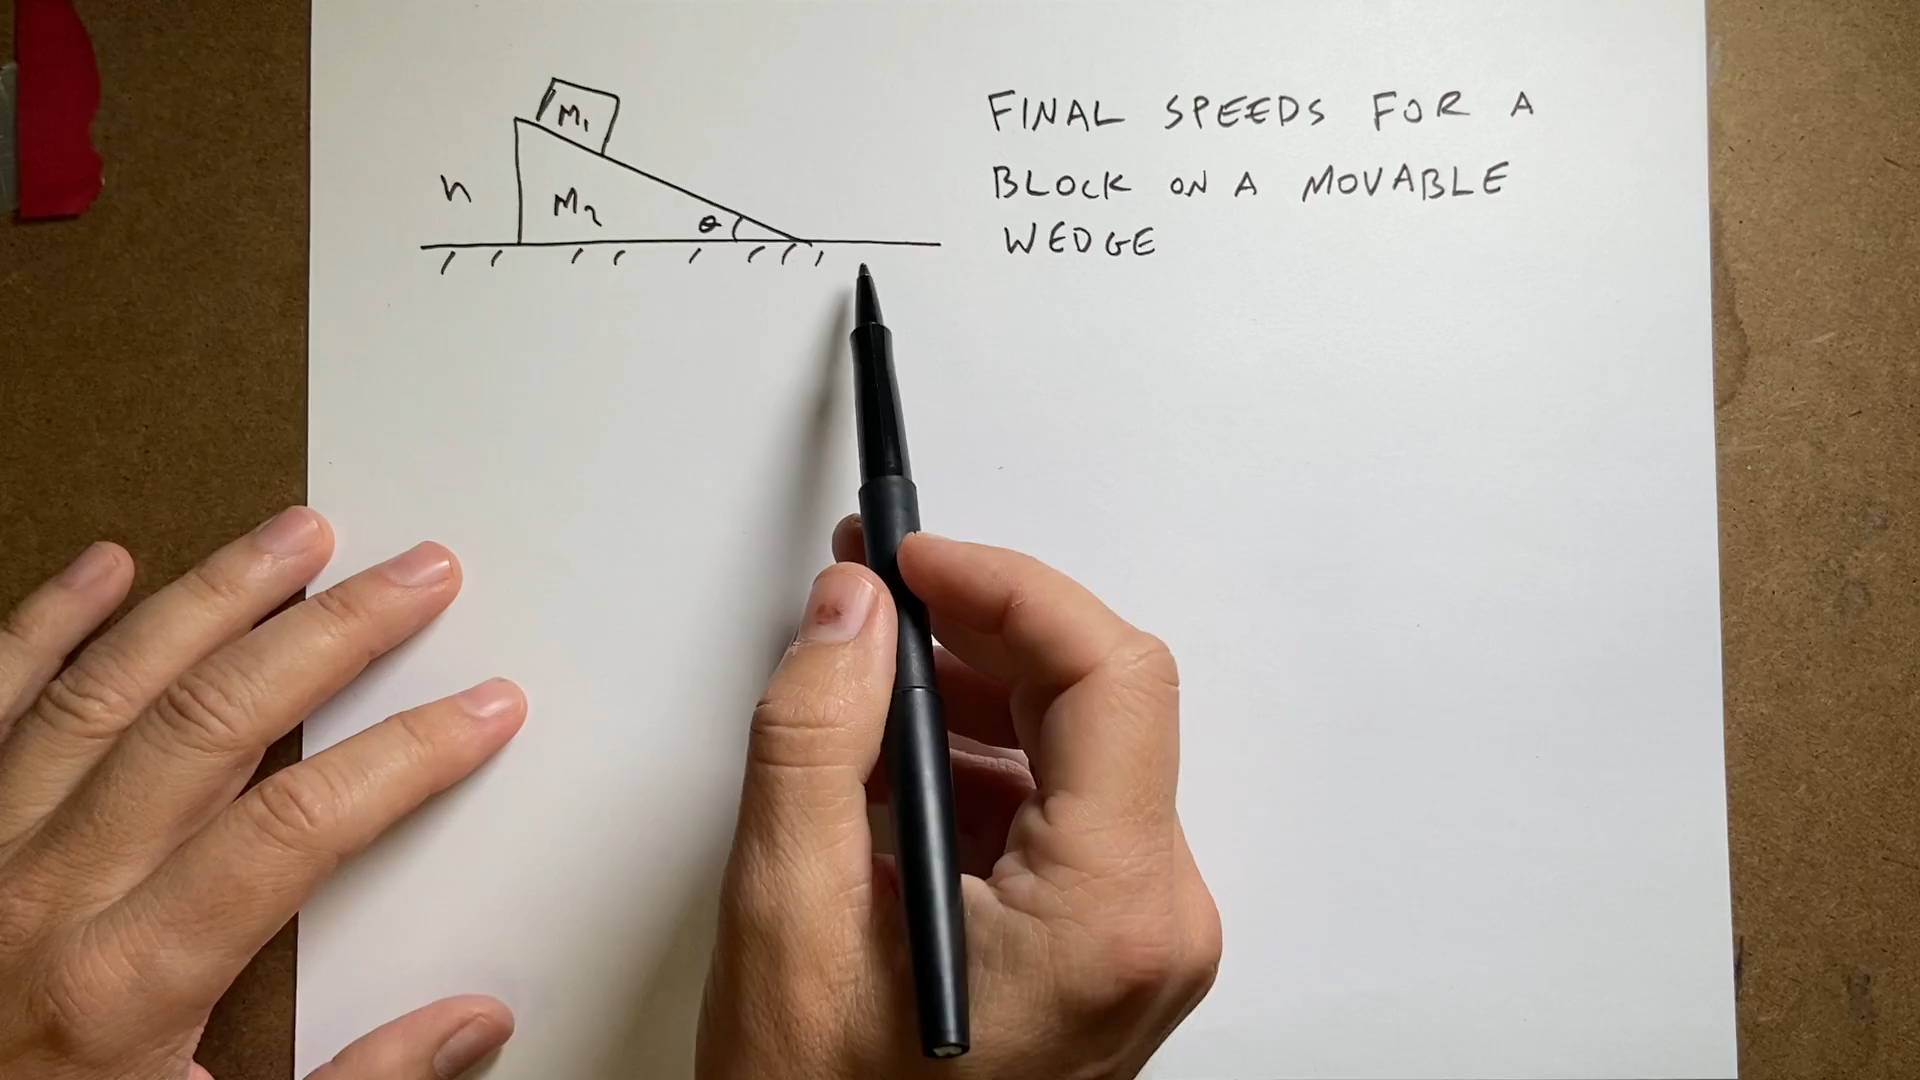 M₁
h
M₂
θ
FINAL SPEEDS FOR A
BLOCK ON A MOVABLE
WEDGE